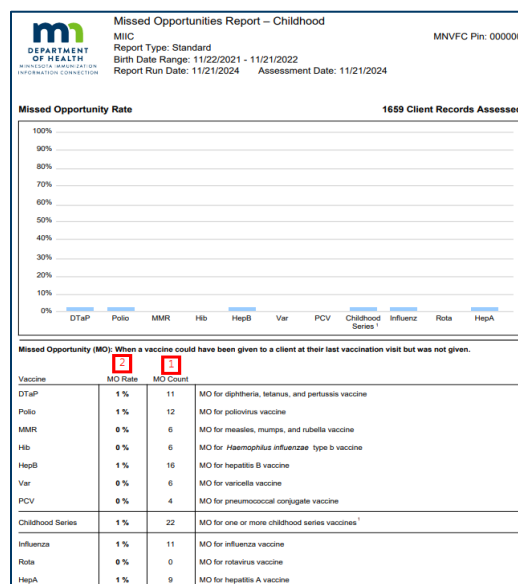 mn
DEPARTMENT
OF HEALTH
MINNESOTA IMMUNIZATION
INFORMATION CONNECTION
Missed Opportunities Report – Childhood
MIIC MNVFC Pin: 000000
Report Type: Standard
Birth Date Range: 11/22/2021 - 11/21/2022
Report Run Date: 11/21/2024 Assessment Date: 11/21/2024
Missed Opportunity Rate 1659 Client Records Assessed
100%
90%
80%
70%
60%
50%
40%
30%
20%
10%
0%
DTaP Polio MMR Hib HepB Var PCV Childhood Series 1 Influenz Rota HepA
Missed Opportunity (MO): When a vaccine could have been given to a client at their last vaccination visit but was not given.
2 1
Vaccine MO Rate MO Count
DTaP 1 % 11 MO for diphtheria, tetanus, and pertussis vaccine
Polio 1 % 12 MO for poliovirus vaccine
MMR 0 % 6 MO for measles, mumps, and rubella vaccine
Hib 0 % 6 MO for Haemophilus influenzae type b vaccine
HepB 1 % 16 MO for hepatitis B vaccine
Var 0 % 6 MO for varicella vaccine
PCV 0 % 4 MO for pneumococcal conjugate vaccine
Childhood Series 1 % 22 MO for one or more childhood series vaccines 1
Influenza 1 % 11 MO for influenza vaccine
Rota 0 % 0 MO for rotavirus vaccine
HepA 1 % 9 MO for hepatitis A vaccine